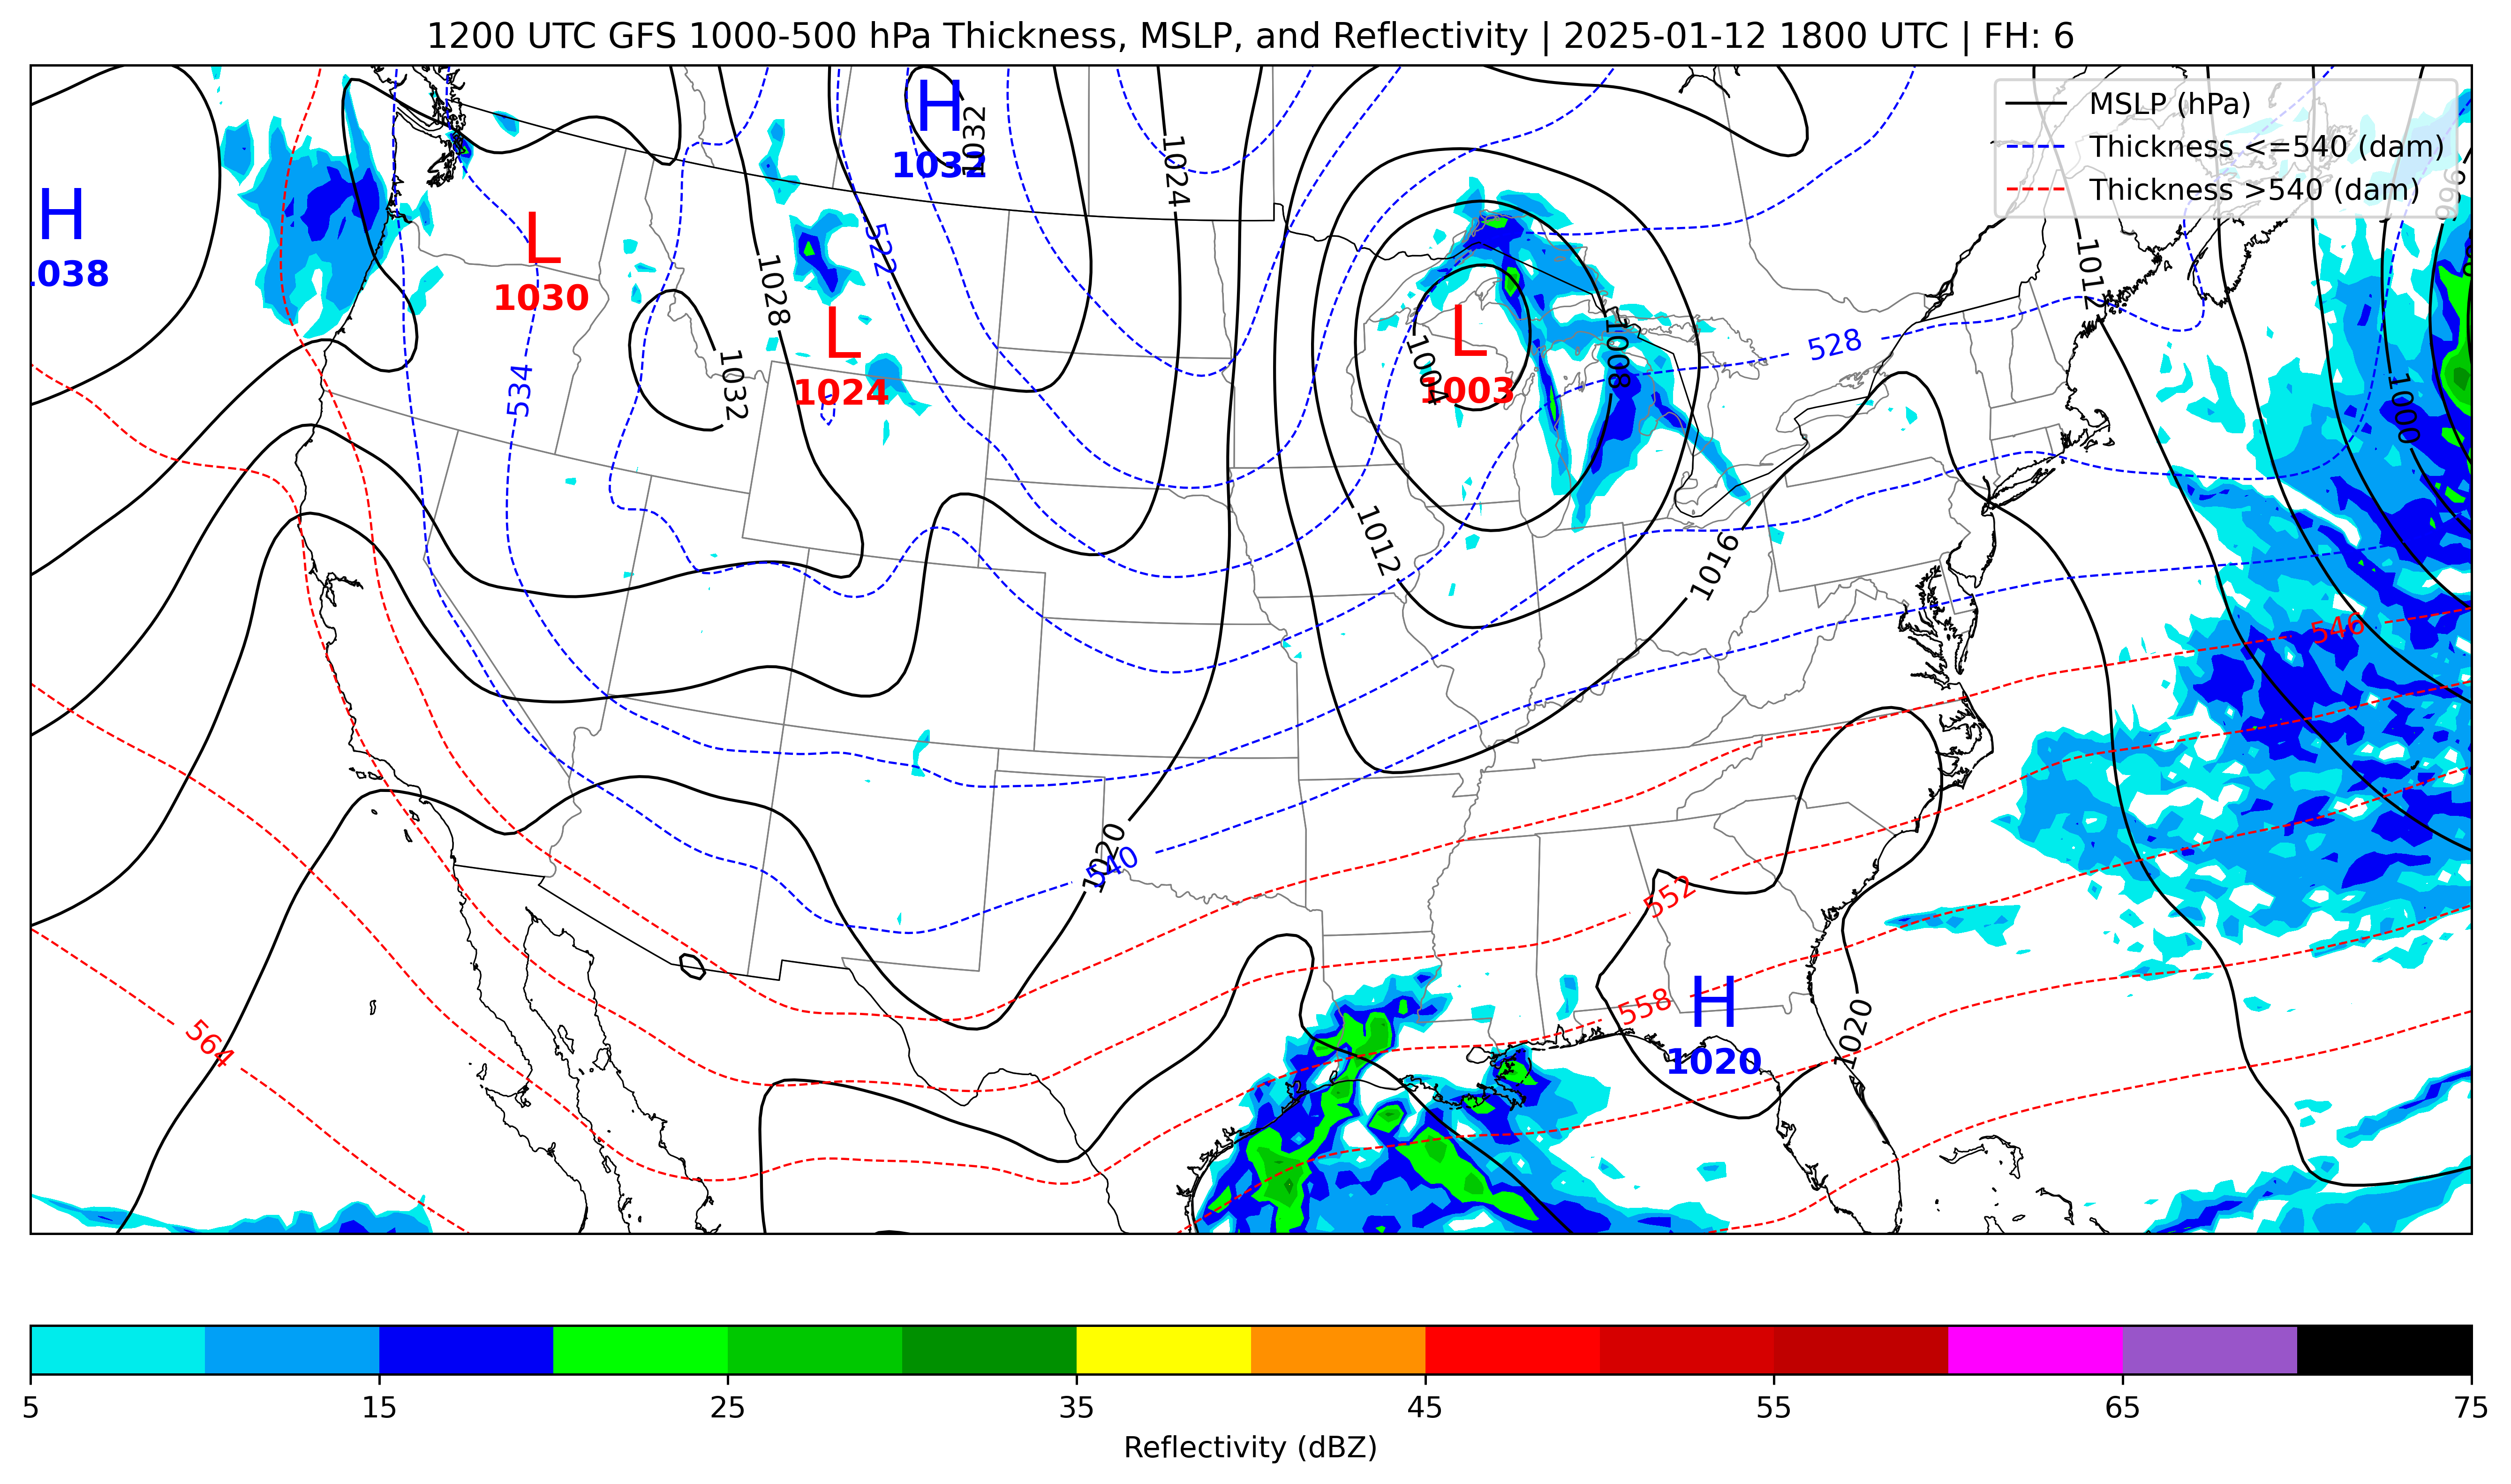 1200 UTC GFS 1000-500 hPa Thickness, MSLP, and Reflectivity | 2025-01-12 1800 UTC | FH: 6
MSLP (hPa)
Thickness <=540 (dam)
Thickness >540 (dam)
H
1032
1032
1024
996
H
1038
L
1030
522
1028
1012
L
1024
L
1003
1004
1008
528
534
1032
1000
1012
1016
546
1020
540
552
558
H
1020
1020
564
5 15 25 35 45 55 65 75
Reflectivity (dBZ)